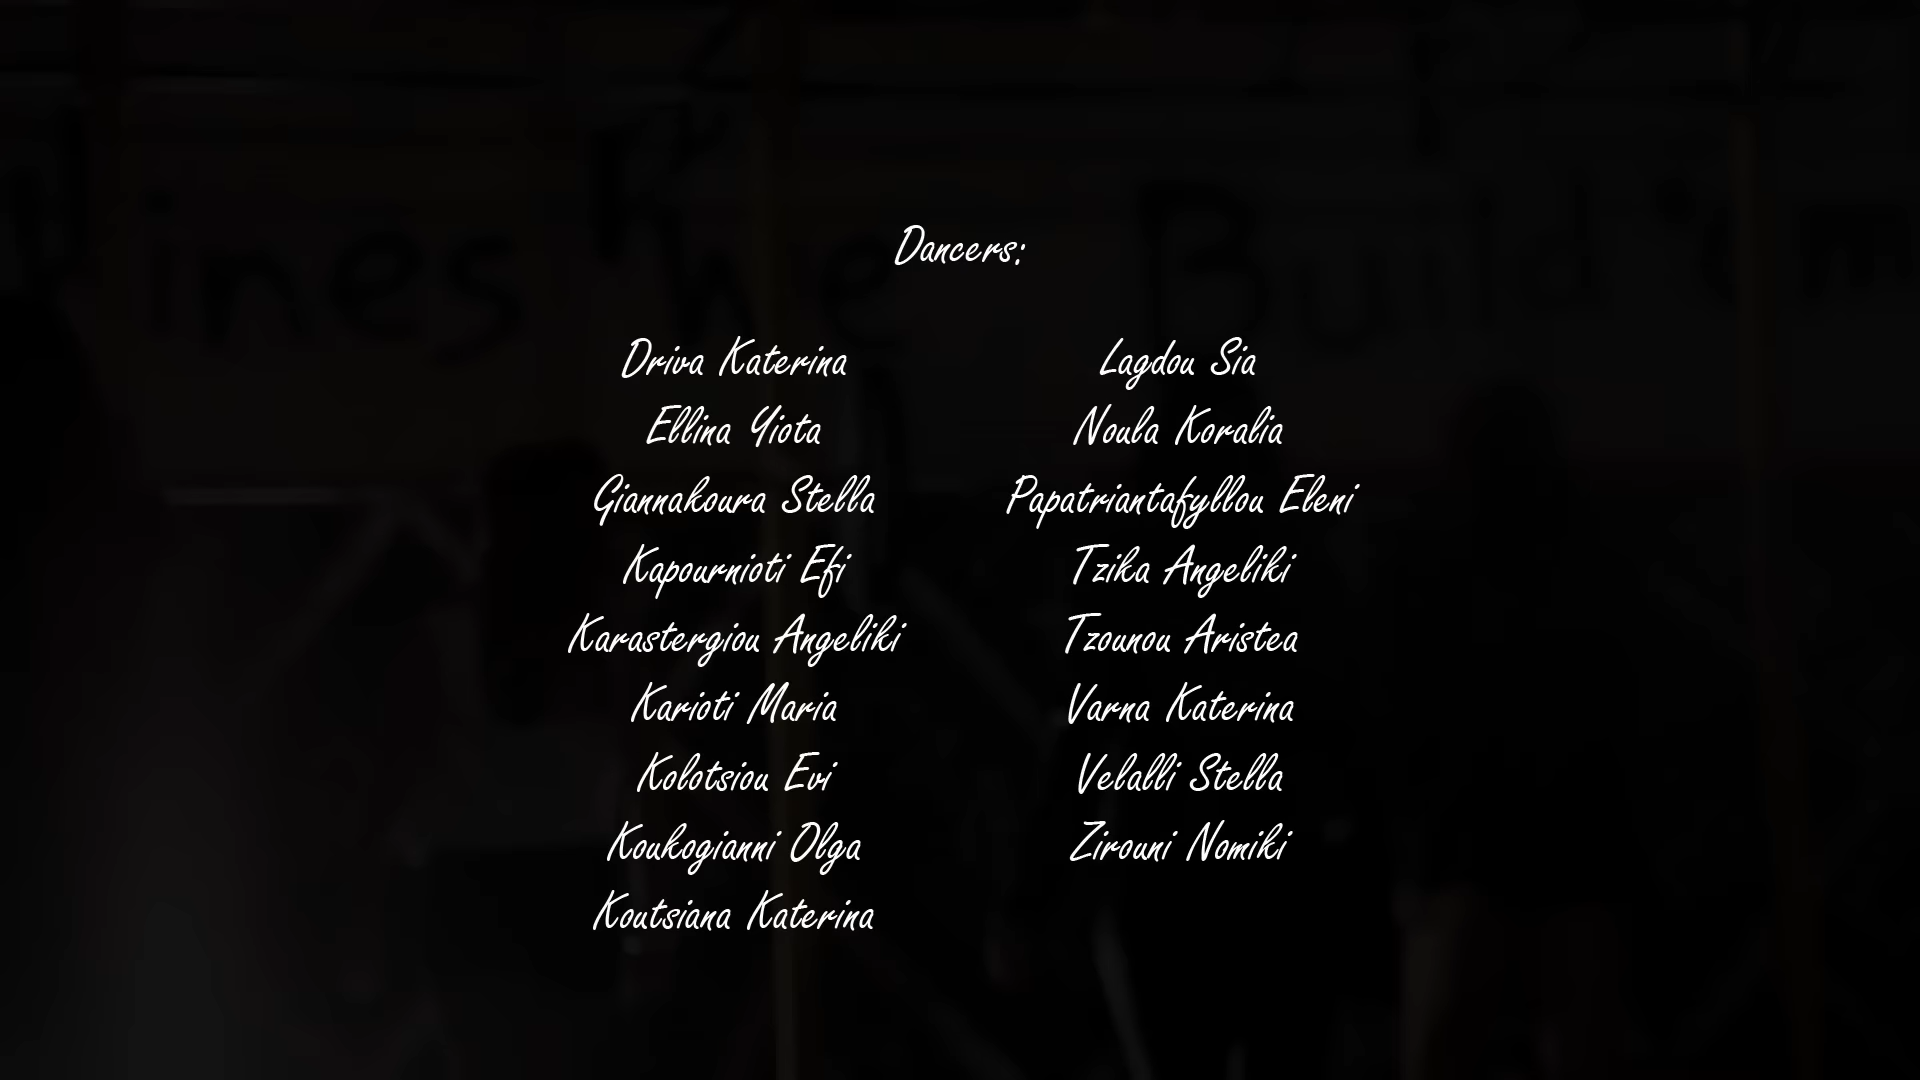 Dancers:
Driva Katerina
Ellina Yiota
Giannakoura Stella
Kapournioti Efi
Karastergiou Angeliki
Karioti Maria
Kolotsiou Evi
Koukogianni Olga
Koutsiana Katerina
Lagdou Sia
Noula Koralia
Papatriantafyllou Eleni
Tzika Angeliki
Tzounou Aristea
Varna Katerina
Velalli Stella
Zirouni Nomiki